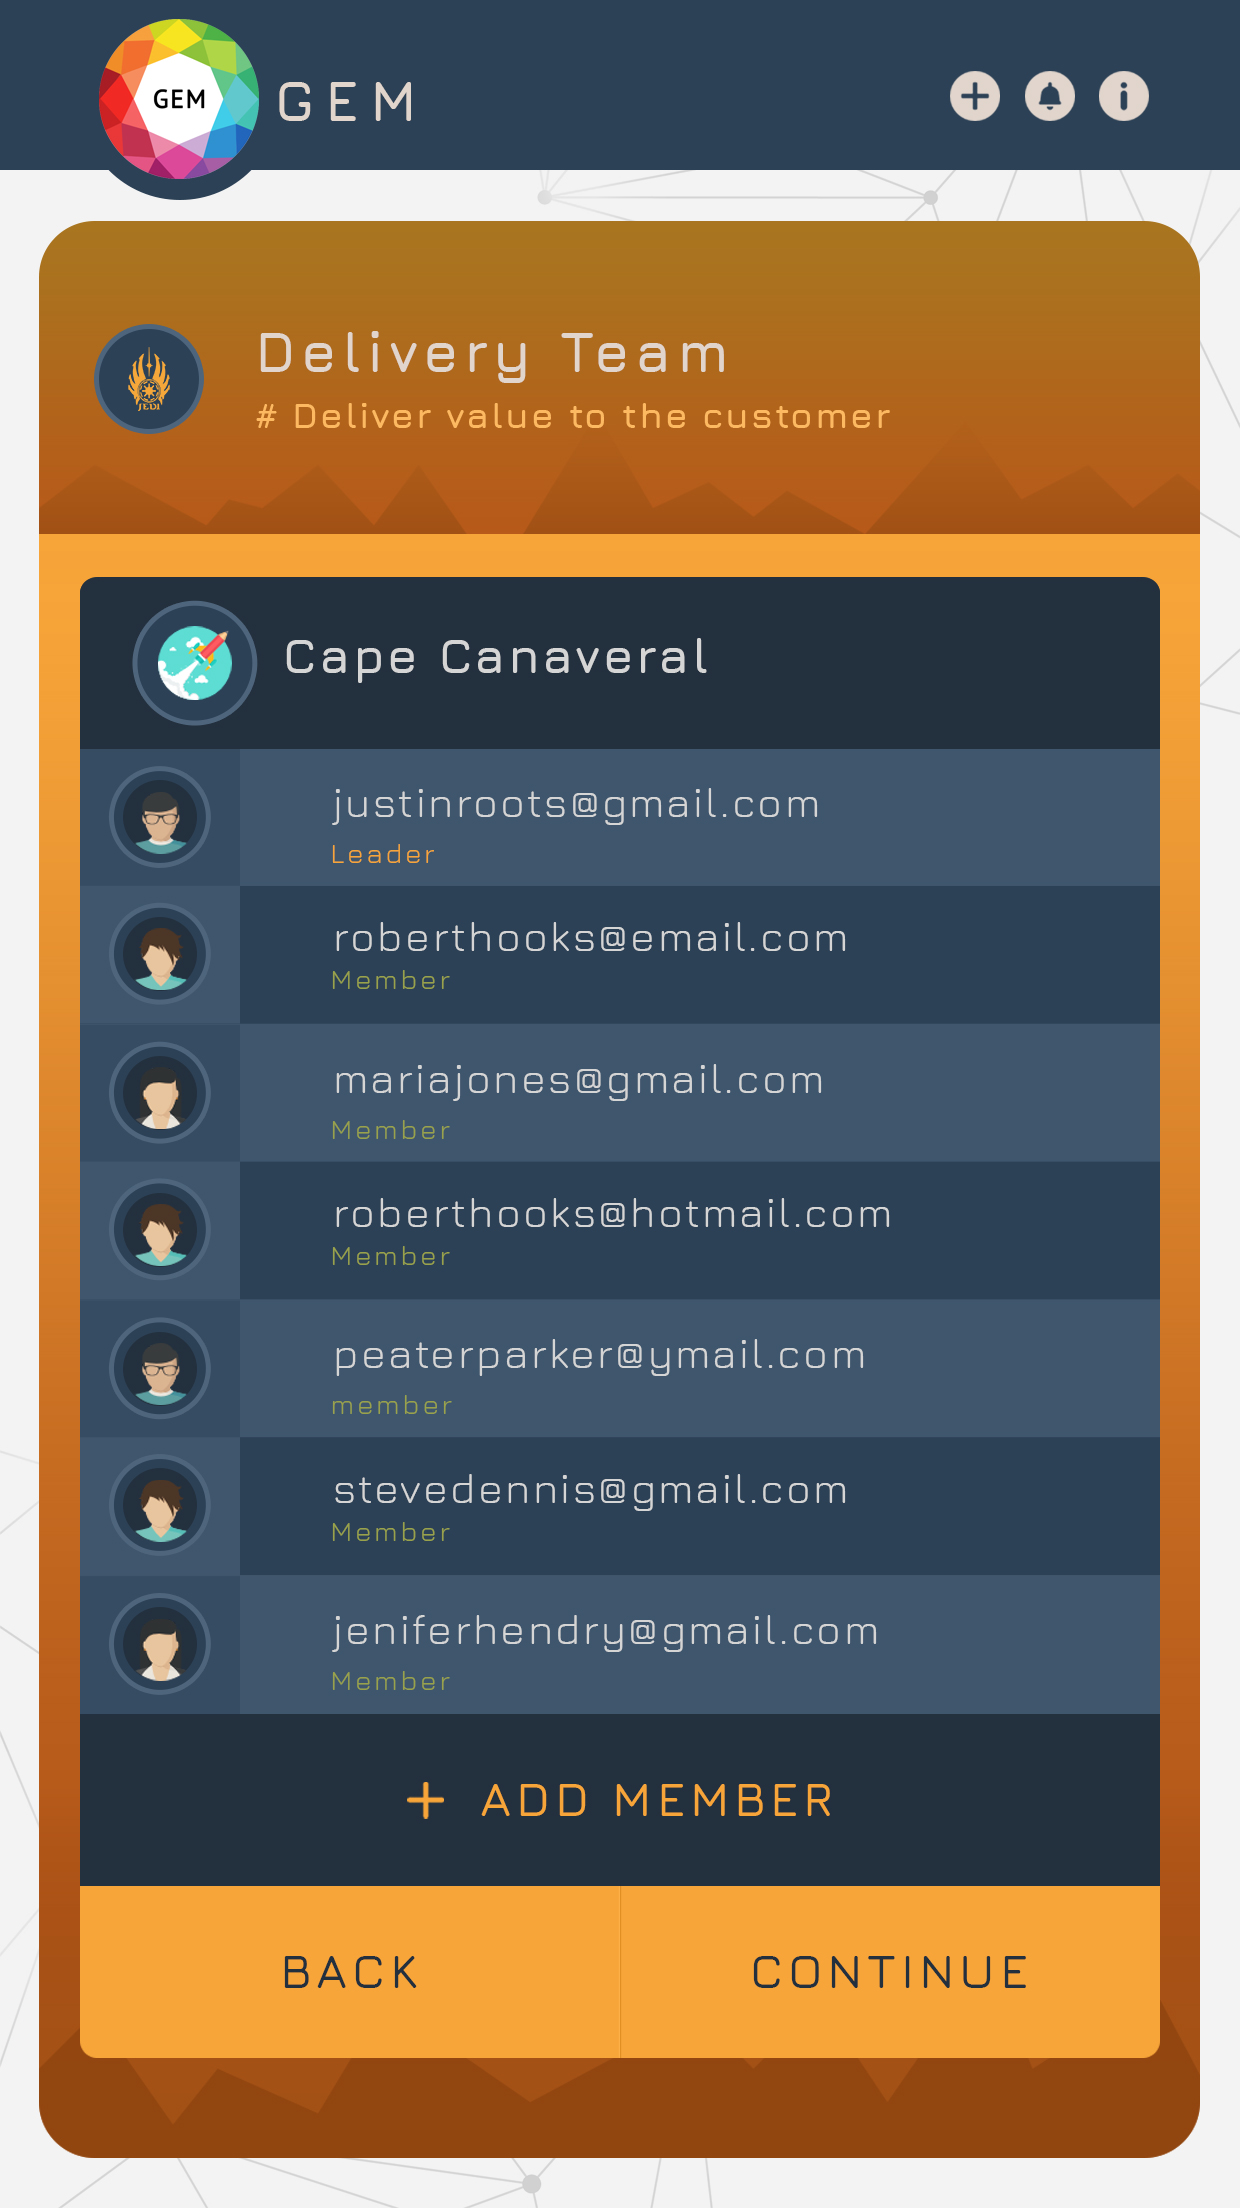 GEM
GEM
Delivery Team
JEDI
# Deliver value to the customer
Cape Canaveral
justinroots@gmail.com
Leader
roberthooks@email.com
Member
mariajones@gmail.com
Member
roberthooks@hotmail.com
Member
peaterparker@ymail.com
member
stevedennis@gmail.com
Member
jeniferhendry@gmail.com
Member
+ ADD MEMBER
BACK
CONTINUE